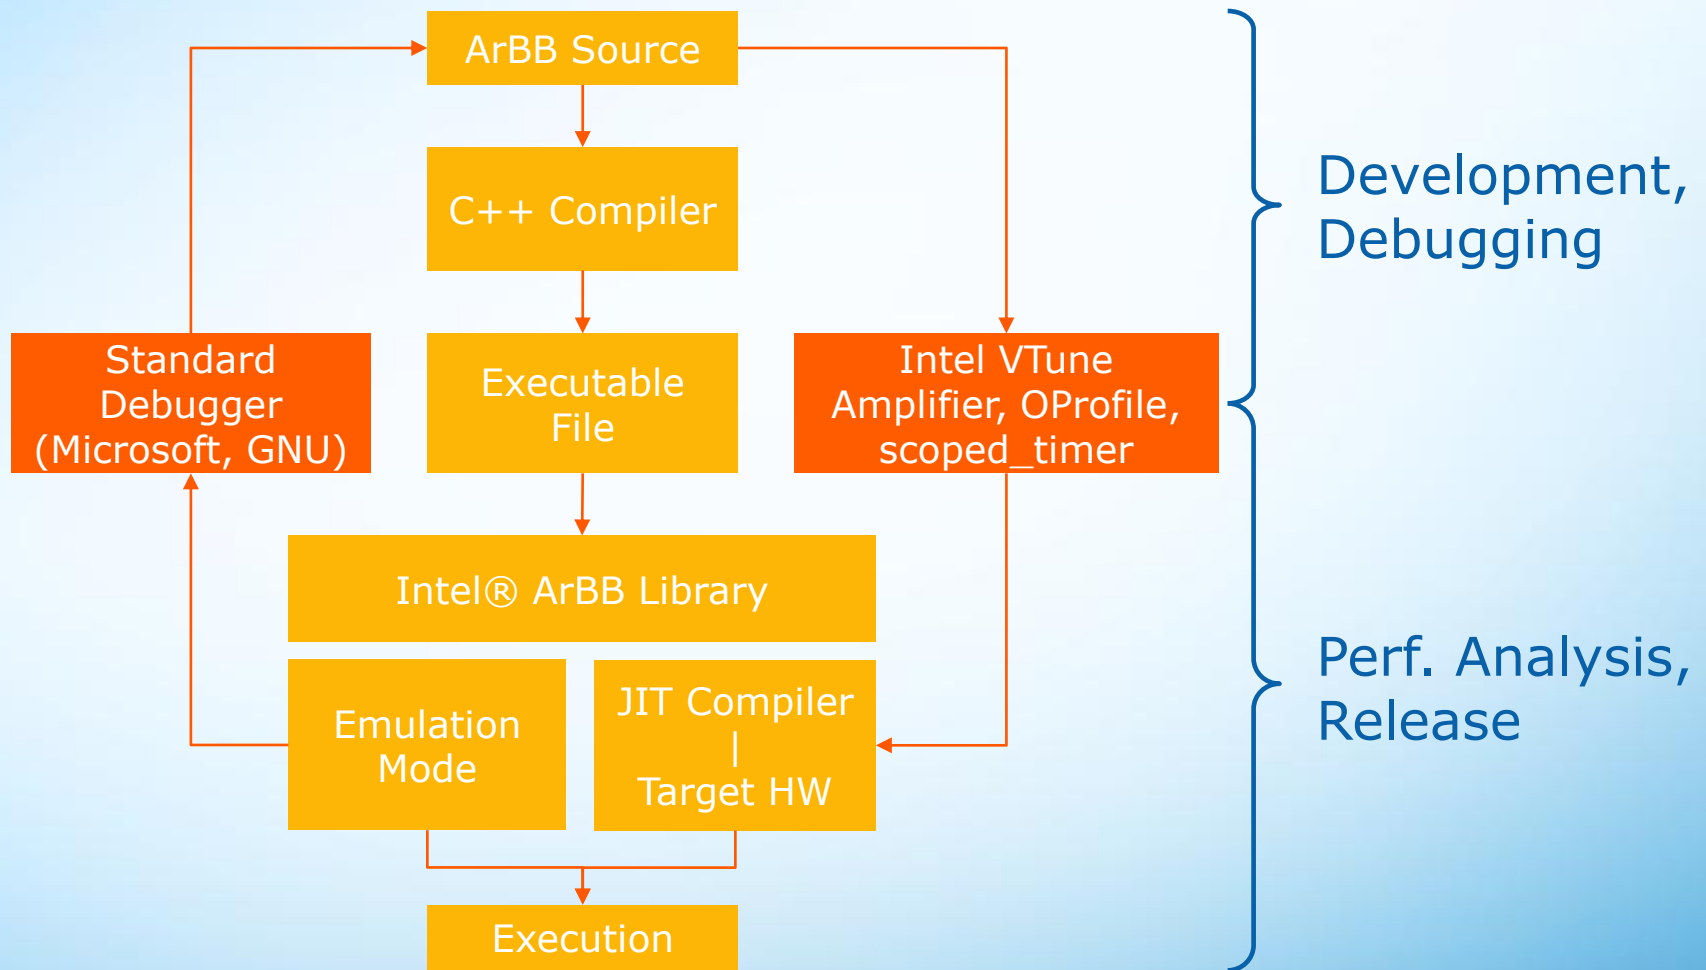 ArBB Source
C++ Compiler
Development,
Debugging
Standard
Debugger
(Microsoft, GNU)
Executable
File
Intel VTune
Amplifier, OProfile,
scoped_timer
Intel® ArBB Library
Emulation
Mode
JIT Compiler
|
Target HW
Perf. Analysis,
Release
Execution